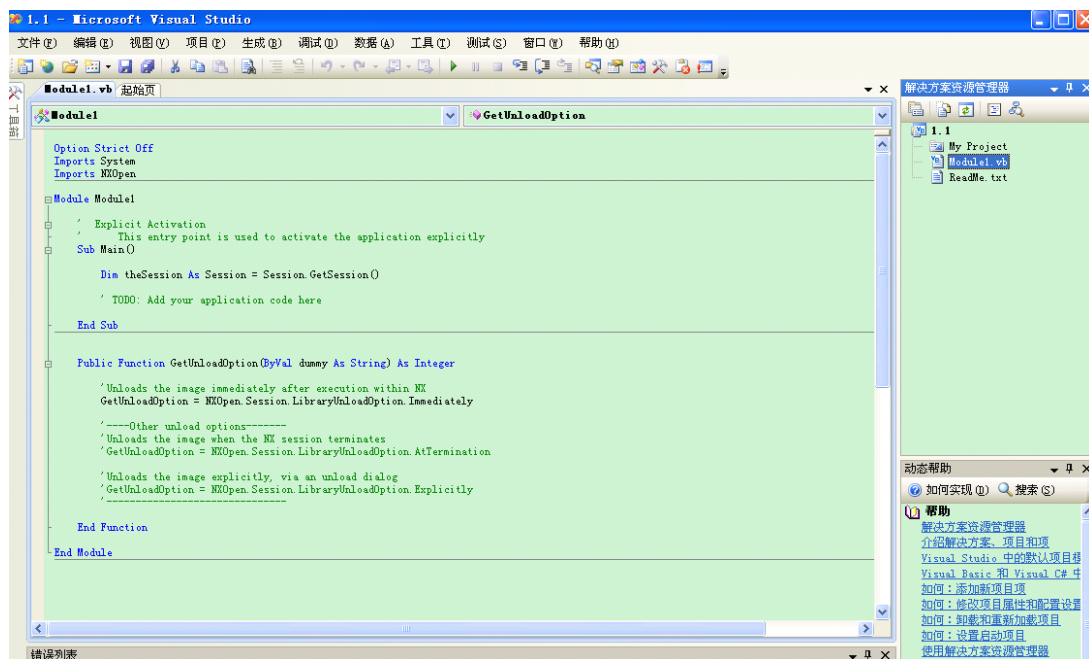 1.1 - Microsoft Visual Studio
文件(F) 编辑(E) 视图(V) 项目(P) 生成(B) 调试(D) 数据(A) 工具(T) 测试(S) 窗口(W) 帮助(H)
工具箱
Module1.vb 起始页
Module1 GetUnloadOption
Option Strict Off
Imports System
Imports NXOpen
Module Module1
' Explicit Activation
' This entry point is used to activate the application explicitly
Sub Main()
Dim theSession As Session = Session.GetSession()
' TODO: Add your application code here
End Sub
Public Function GetUnloadOption(ByVal dummy As String) As Integer
'Unloads the image immediately after execution within NX
GetUnloadOption = NXOpen.Session.LibraryUnloadOption.Immediately
'----Other unload options-------
'Unloads the image when the NX session terminates
'GetUnloadOption = NXOpen.Session.LibraryUnloadOption.AtTermination
'Unloads the image explicitly, via an unload dialog
'GetUnloadOption = NXOpen.Session.LibraryUnloadOption.Explicitly
'-------------------------------
End Function
End Module
错误列表
解决方案资源管理器
1.1
My Project
Module1.vb
ReadMe.txt
动态帮助
如何实现(D) 搜索(S)
帮助
解决方案资源管理器
介绍解决方案、项目和项
Visual Studio 中的默认项目
Visual Basic 和 Visual C# 中
如何：添加新项目项
如何：修改项目属性和配置设置
如何：卸载和重新加载项目
如何：设置启动项目
使用解决方案资源管理器